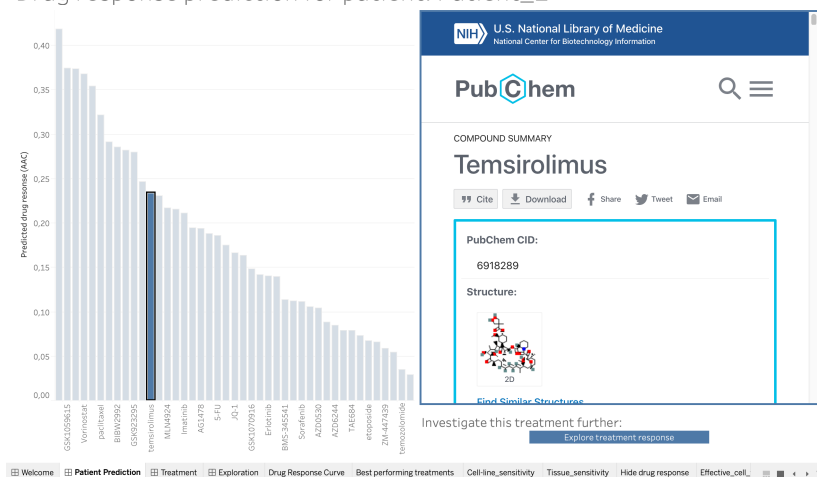 Drug response prediction for patient: Patient_2
0,40
0,35
0,30
0,25
0,20
0,15
0,10
0,05
0,00
Predicted drug resonse (AAC)
GSK1059615
Vorinostat
paclitaxel
BIBW2992
GSK923295
temsirolimus
MLN4924
Imatinib
AG1478
5-FU
JQ-1
GSK1070916
Erlotinib
BMS-345541
Sorafenib
AZD0530
AZD6244
TAE684
etoposide
ZM-447439
temozolomide
NIH U.S. National Library of Medicine
National Center for Biotechnology Information
PubChem
COMPOUND SUMMARY
Temsirolimus
Cite Download Share Tweet Email
PubChem CID:
6918289
Structure:
2D
Find Similar Structures
Investigate this treatment further:
Explore treatment response
Welcome Patient Prediction Treatment Exploration Drug Response Curve Best performing treatments Cell-line_sensitivity Tissue_sensitivity Hide drug response Effective_cell_